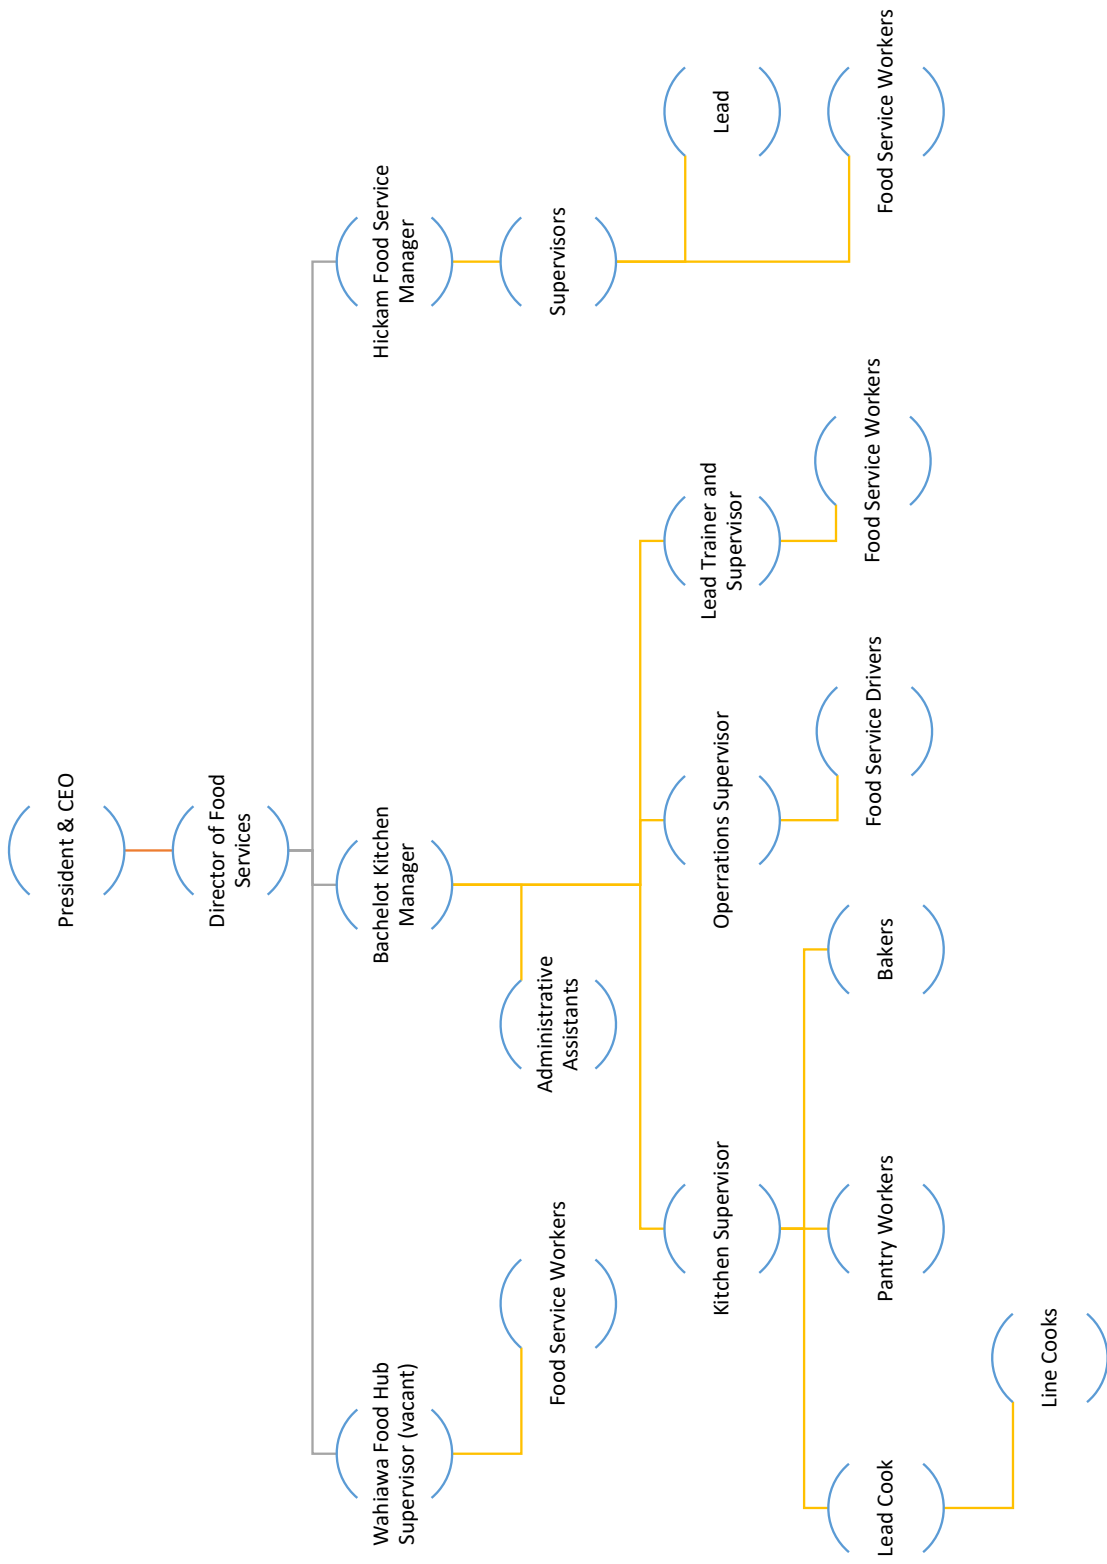 President & CEO
Director of Food
Services
Wahiawa Food Hub
Supervisor (vacant)
Food Service Workers
Bachelot Kitchen
Manager
Administrative
Assistants
Kitchen Supervisor
Lead Cook
Line Cooks
Pantry Workers
Bakers
Operrations Supervisor
Food Service Drivers
Lead Trainer and
Supervisor
Food Service Workers
Hickam Food Service
Manager
Supervisors
Lead
Food Service Workers